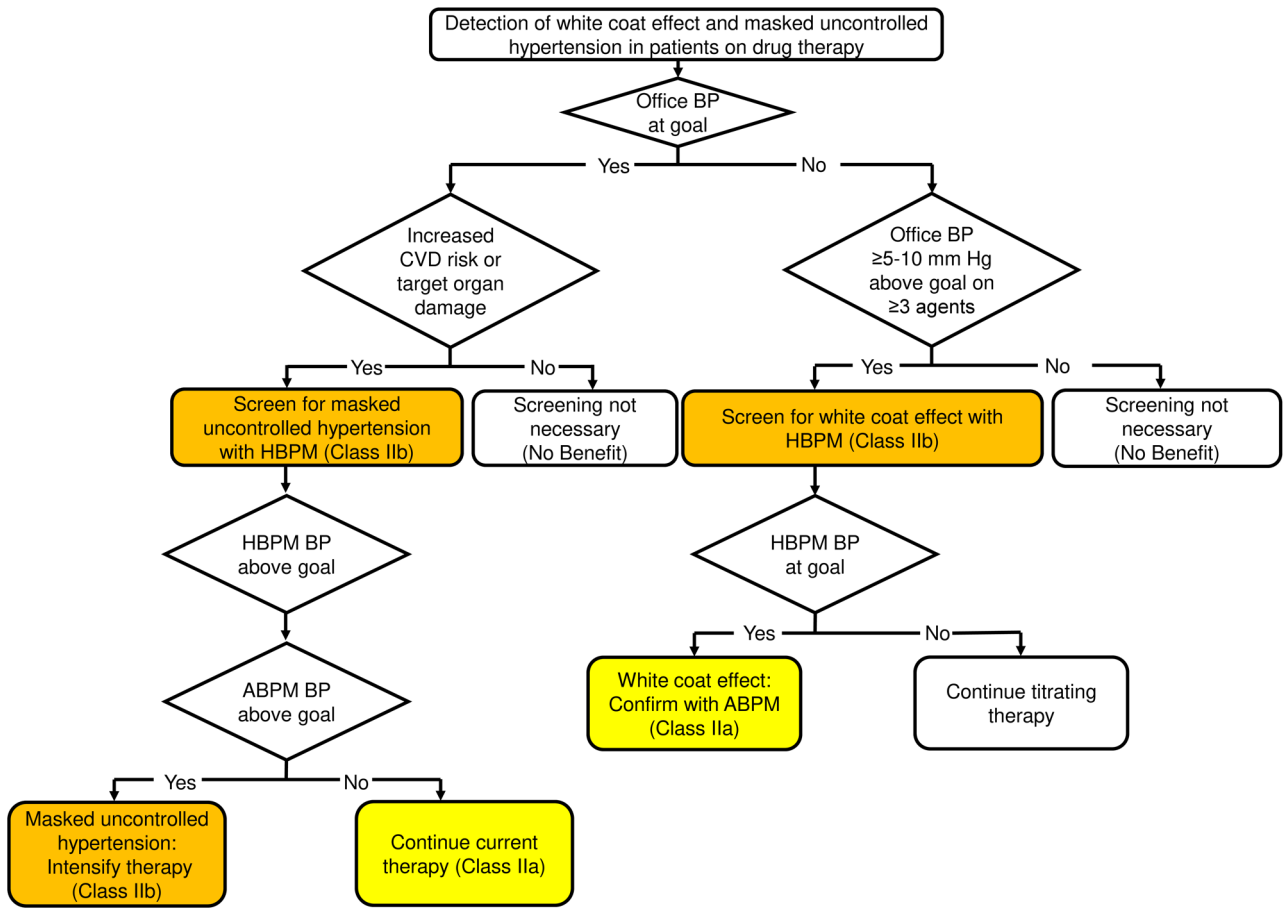 Detection of white coat effect and masked uncontrolled
hypertension in patients on drug therapy
Office BP
at goal
Yes
No
Increased
CVD risk or
target organ
damage
Office BP
≥5-10 mm Hg
above goal on
≥3 agents
Yes
No
Yes
No
Screen for masked
uncontrolled hypertension
with HBPM (Class IIb)
Screening not
necessary
(No Benefit)
Screen for white coat effect with
HBPM (Class IIb)
Screening not
necessary
(No Benefit)
HBPM BP
above goal
HBPM BP
at goal
Yes
No
ABPM BP
above goal
White coat effect:
Confirm with ABPM
(Class IIa)
Continue titrating
therapy
Yes
No
Masked uncontrolled
hypertension:
Intensify therapy
(Class IIb)
Continue current
therapy (Class IIa)